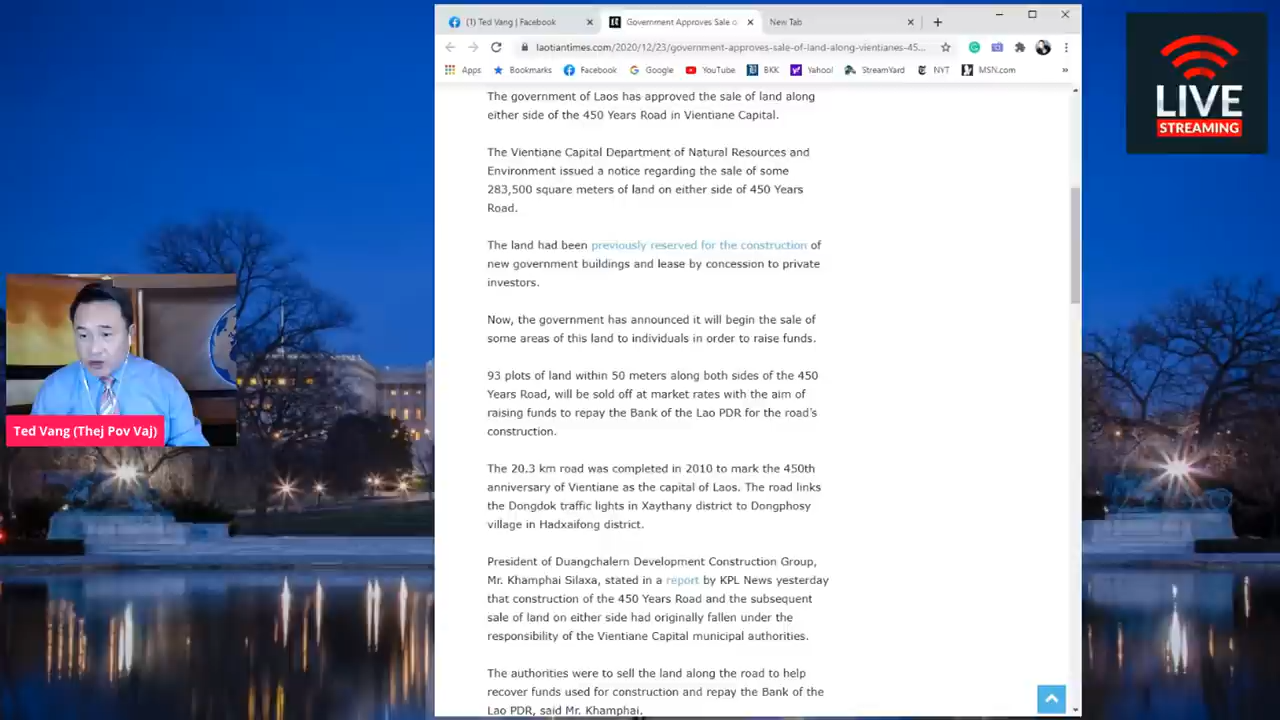 (1) Ted Vang | Facebook
Government Approves Sale o
New Tab
laotiantimes.com/2020/12/23/government-approves-sale-of-land-along-vientianes-45...
Apps
Bookmarks
Facebook
Google
YouTube
BKK
Yahoo!
StreamYard
NYT
MSN.com
»
The government of Laos has approved the sale of land along
either side of the 450 Years Road in Vientiane Capital.
The Vientiane Capital Department of Natural Resources and
Environment issued a notice regarding the sale of some
283,500 square meters of land on either side of 450 Years
Road.
The land had been previously reserved for the construction of
new government buildings and lease by concession to private
investors.
Now, the government has announced it will begin the sale of
some areas of this land to individuals in order to raise funds.
93 plots of land within 50 meters along both sides of the 450
Years Road, will be sold off at market rates with the aim of
raising funds to repay the Bank of the Lao PDR for the road's
construction.
The 20.3 km road was completed in 2010 to mark the 450th
anniversary of Vientiane as the capital of Laos. The road links
the Dongdok traffic lights in Xaythany district to Dongphosy
village in Hadxaifong district.
President of Duangchalern Development Construction Group,
Mr. Khamphai Silaxa, stated in a report by KPL News yesterday
that construction of the 450 Years Road and the subsequent
sale of land on either side had originally fallen under the
responsibility of the Vientiane Capital municipal authorities.
The authorities were to sell the land along the road to help
recover funds used for construction and repay the Bank of the
Lao PDR, said Mr. Khamphai.
Ted Vang (Thej Pov Vaj)
LIVE
STREAMING